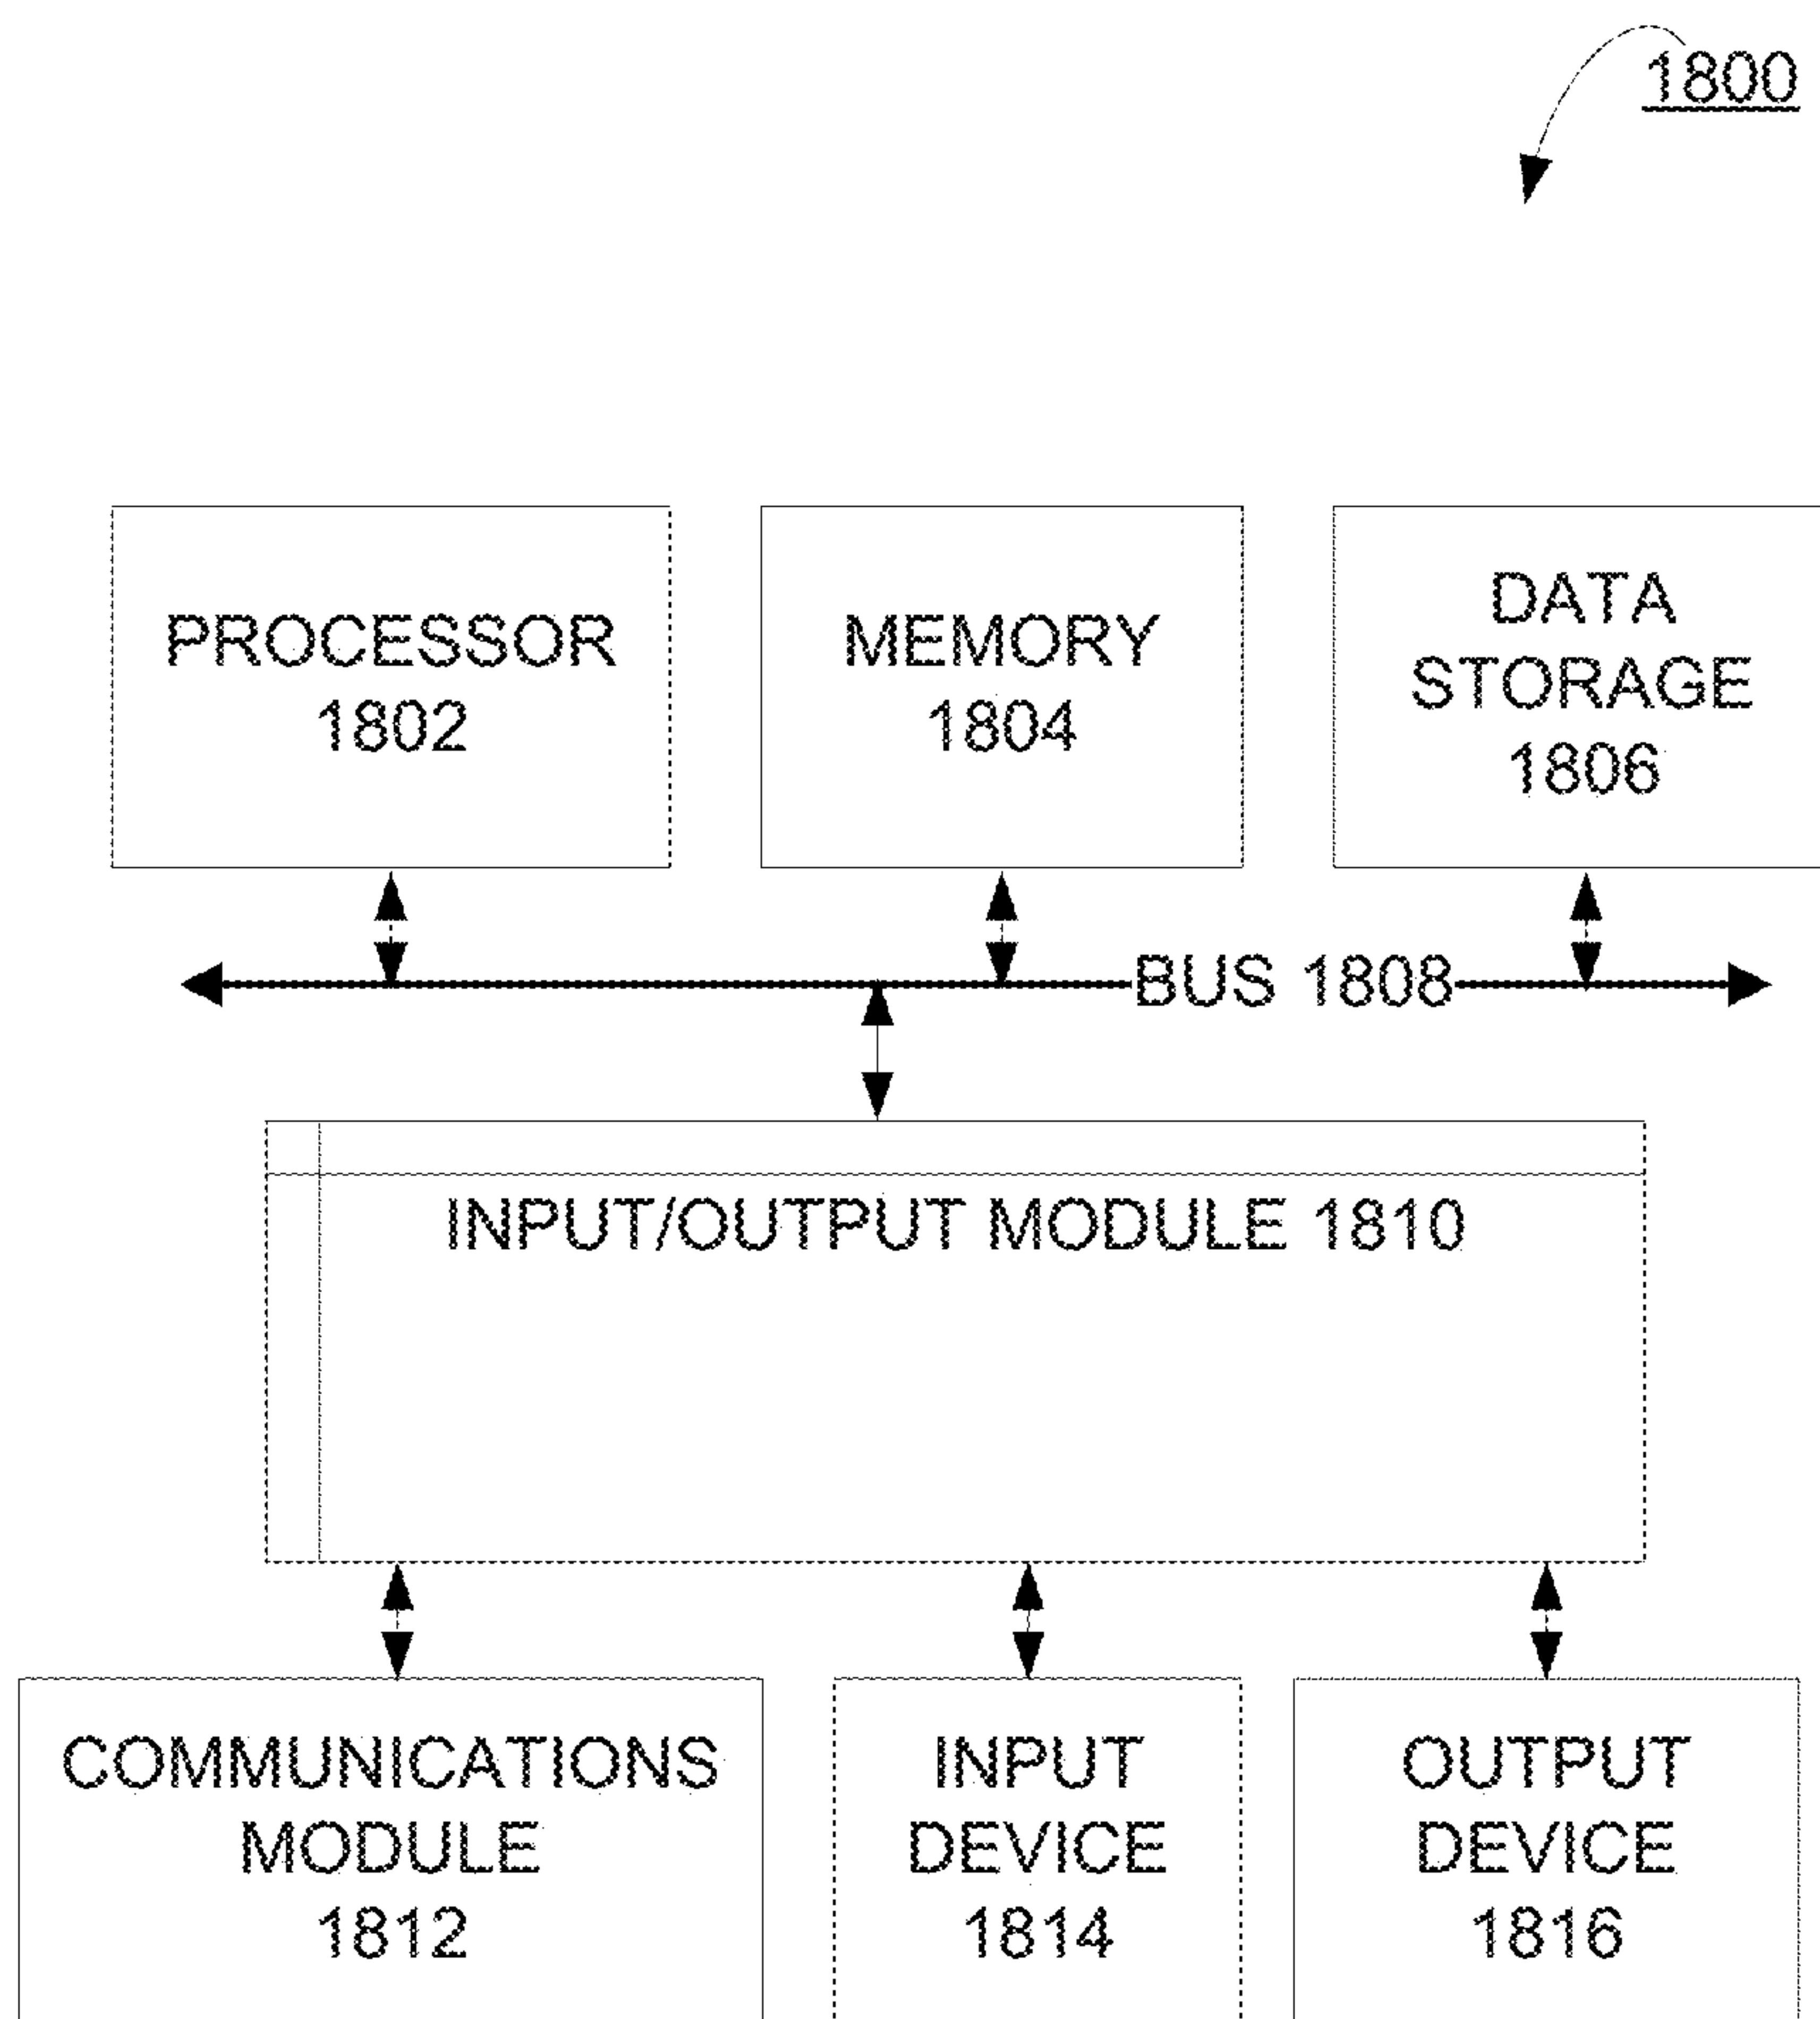 1800
PROCESSOR
1802
MEMORY
1804
DATA
STORAGE
1806
BUS 1808
INPUT/OUTPUT MODULE 1810
COMMUNICATIONS
MODULE
1812
INPUT
DEVICE
1814
OUTPUT
DEVICE
1816